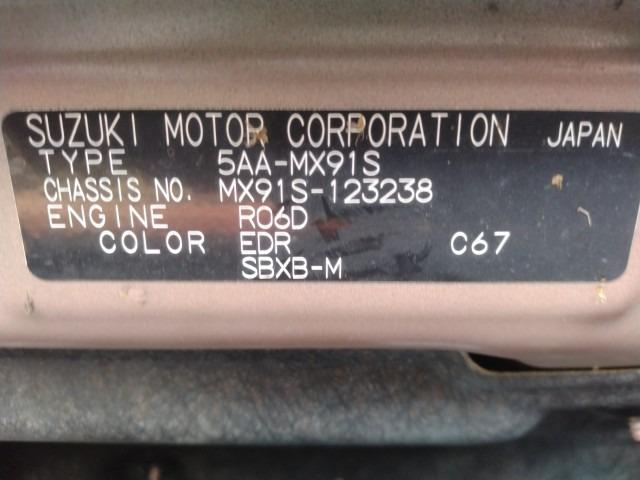 SUZUKI MOTOR CORPORATION JAPAN
TYPE 5AA-MX91S
CHASSIS NO. MX91S-123238
ENGINE R06D
COLOR EDR C67
SBXB-M